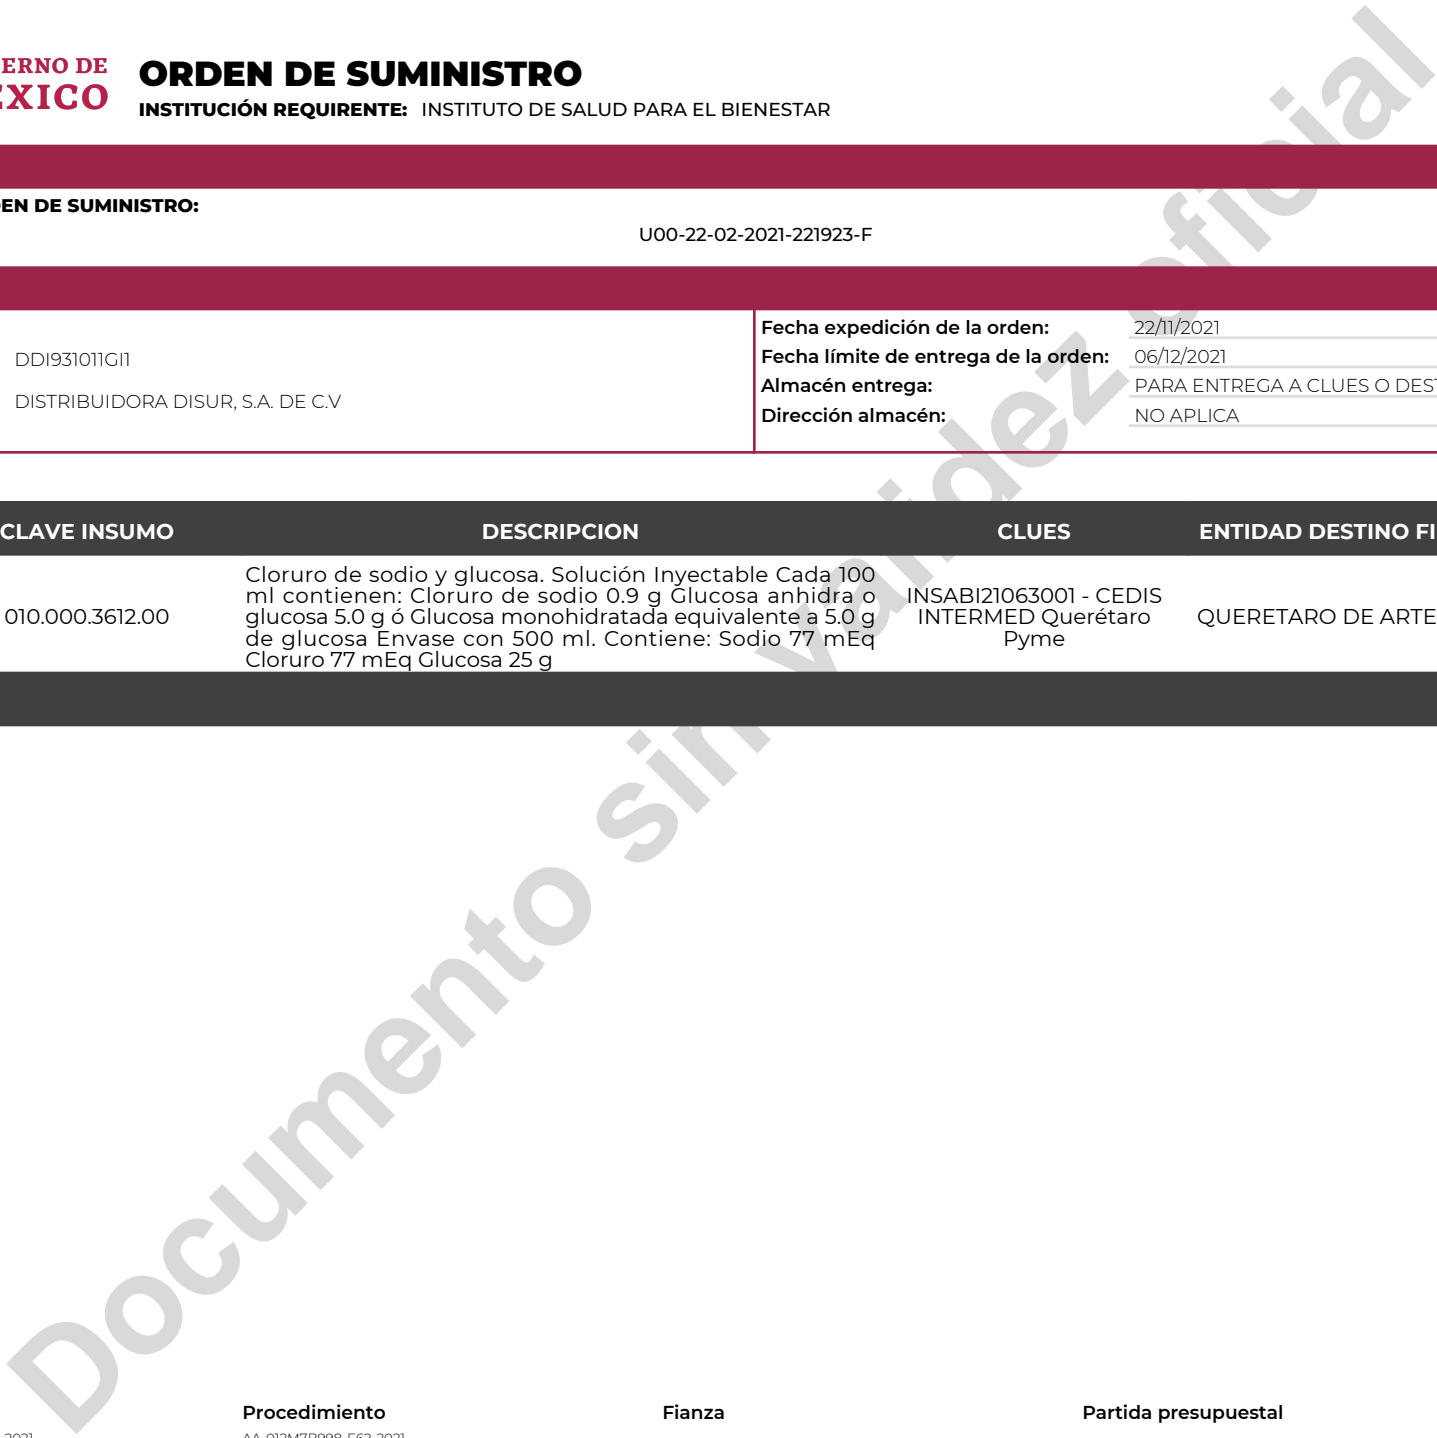 ERNO DE
EXICO
ORDEN DE SUMINISTRO
INSTITUCIÓN REQUIRENTE: INSTITUTO DE SALUD PARA EL BIENESTAR
EN DE SUMINISTRO:
U00-22-02-2021-221923-F
DDI931011GI1
DISTRIBUIDORA DISUR, S.A. DE C.V
Fecha expedición de la orden: 22/11/2021
Fecha límite de entrega de la orden: 06/12/2021
Almacén entrega: PARA ENTREGA A CLUES O DEST
Dirección almacén: NO APLICA
CLAVE INSUMO DESCRIPCION CLUES ENTIDAD DESTINO FI
010.000.3612.00
Cloruro de sodio y glucosa. Solución Inyectable Cada 100
ml contienen: Cloruro de sodio 0.9 g Glucosa anhidra o
glucosa 5.0 g ó Glucosa monohidratada equivalente a 5.0 g
de glucosa Envase con 500 ml. Contiene: Sodio 77 mEq
Cloruro 77 mEq Glucosa 25 g
INSABI21063001 - CEDIS
INTERMED Querétaro
Pyme
QUERETARO DE ARTE
Documento sin validez oficial
Procedimiento Fianza Partida presupuestal